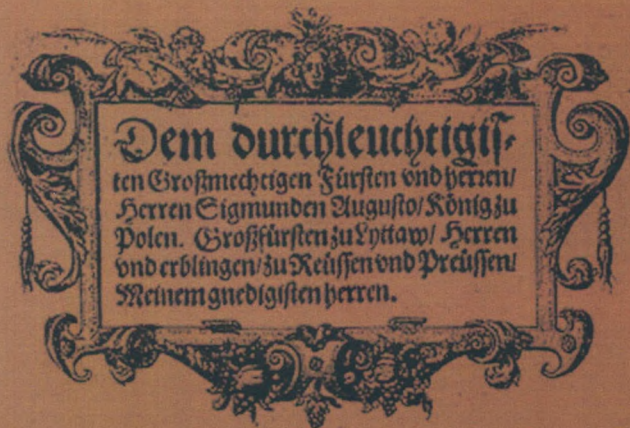 Dem durchleuchtigis-
ten Großmechtigen Fürsten vnd herren/
Herren Sigmunden Augusto/ König zu
Polen. Großfürsten zu Lyttaw/ Herren
vnd erblingen/ zu Reüssen vnd Preüssen/
Meinem gnedigisten herren.